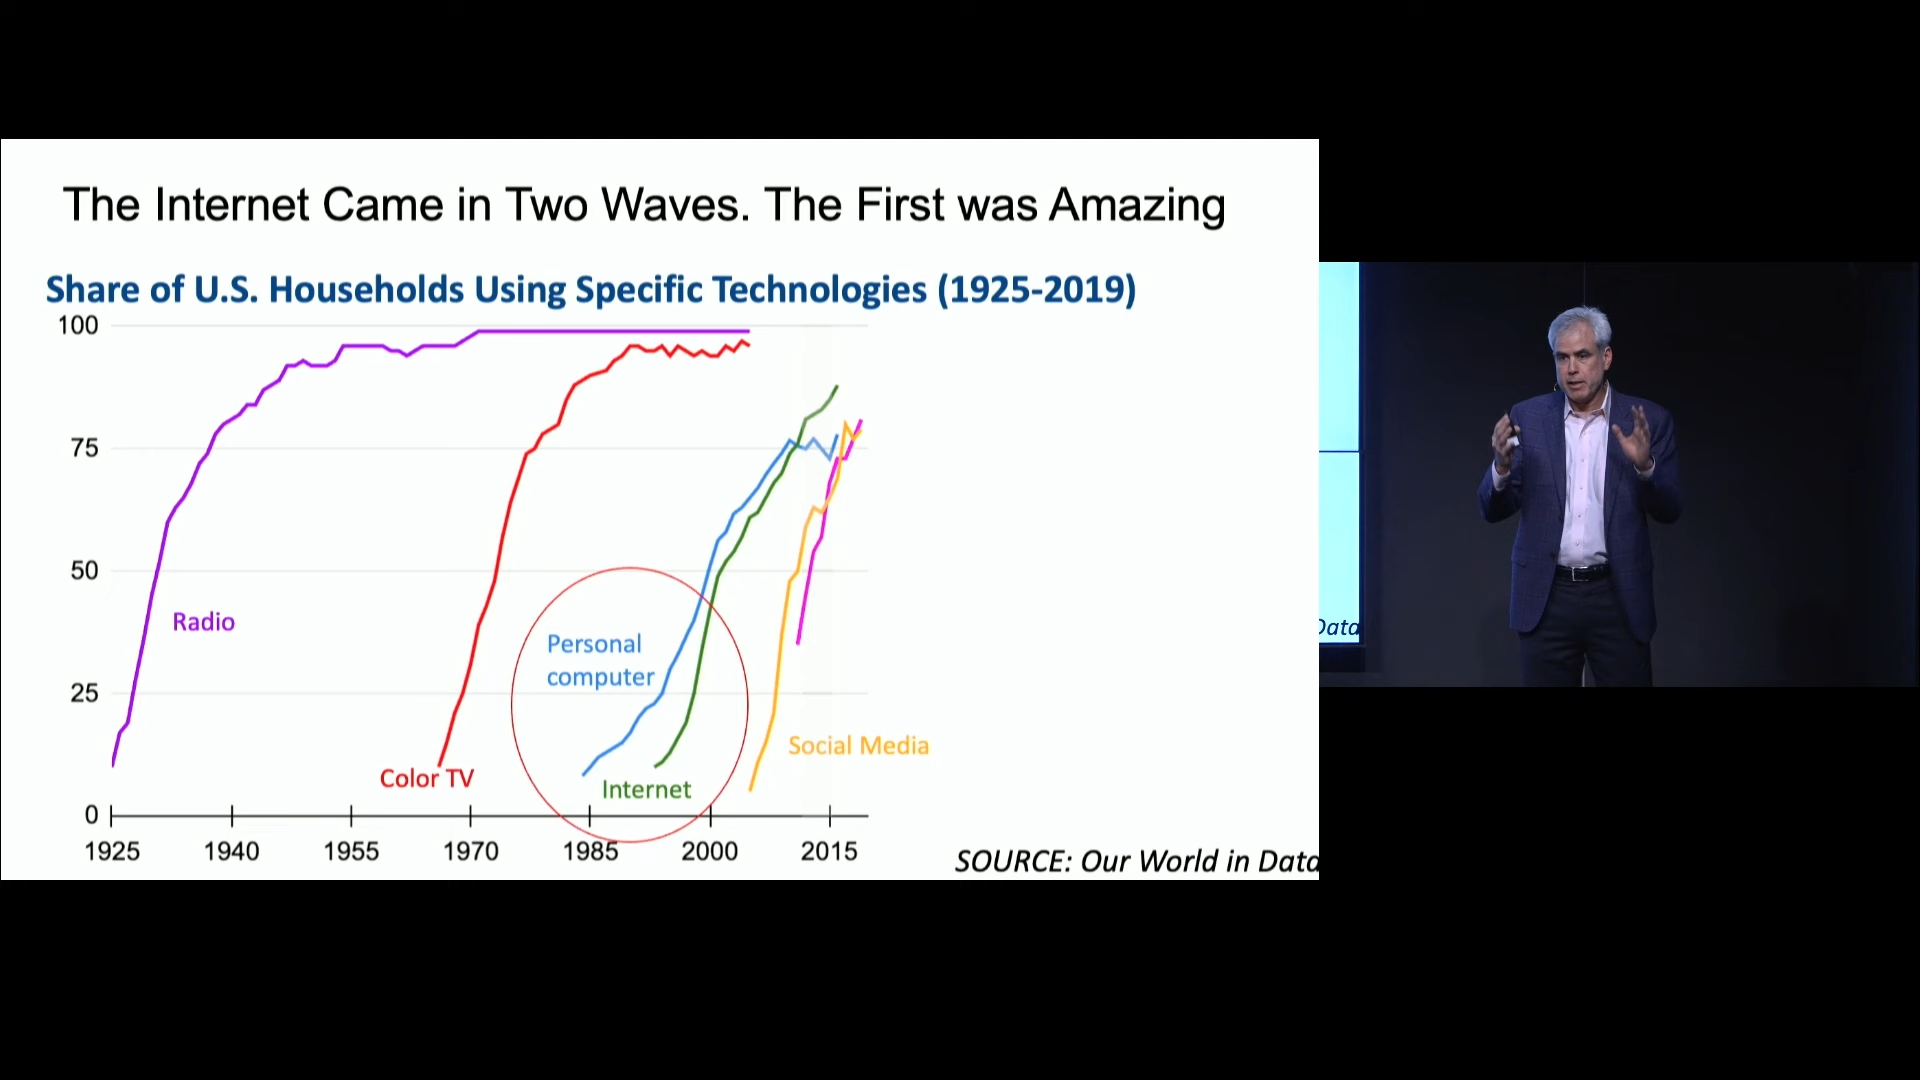 The Internet Came in Two Waves. The First was Amazing
Share of U.S. Households Using Specific Technologies (1925-2019)
100
75
50
25
0
Radio
Color TV
Personal
computer
Internet
Social Media
1925 1940 1955 1970 1985 2000 2015
SOURCE: Our World in Data
Data